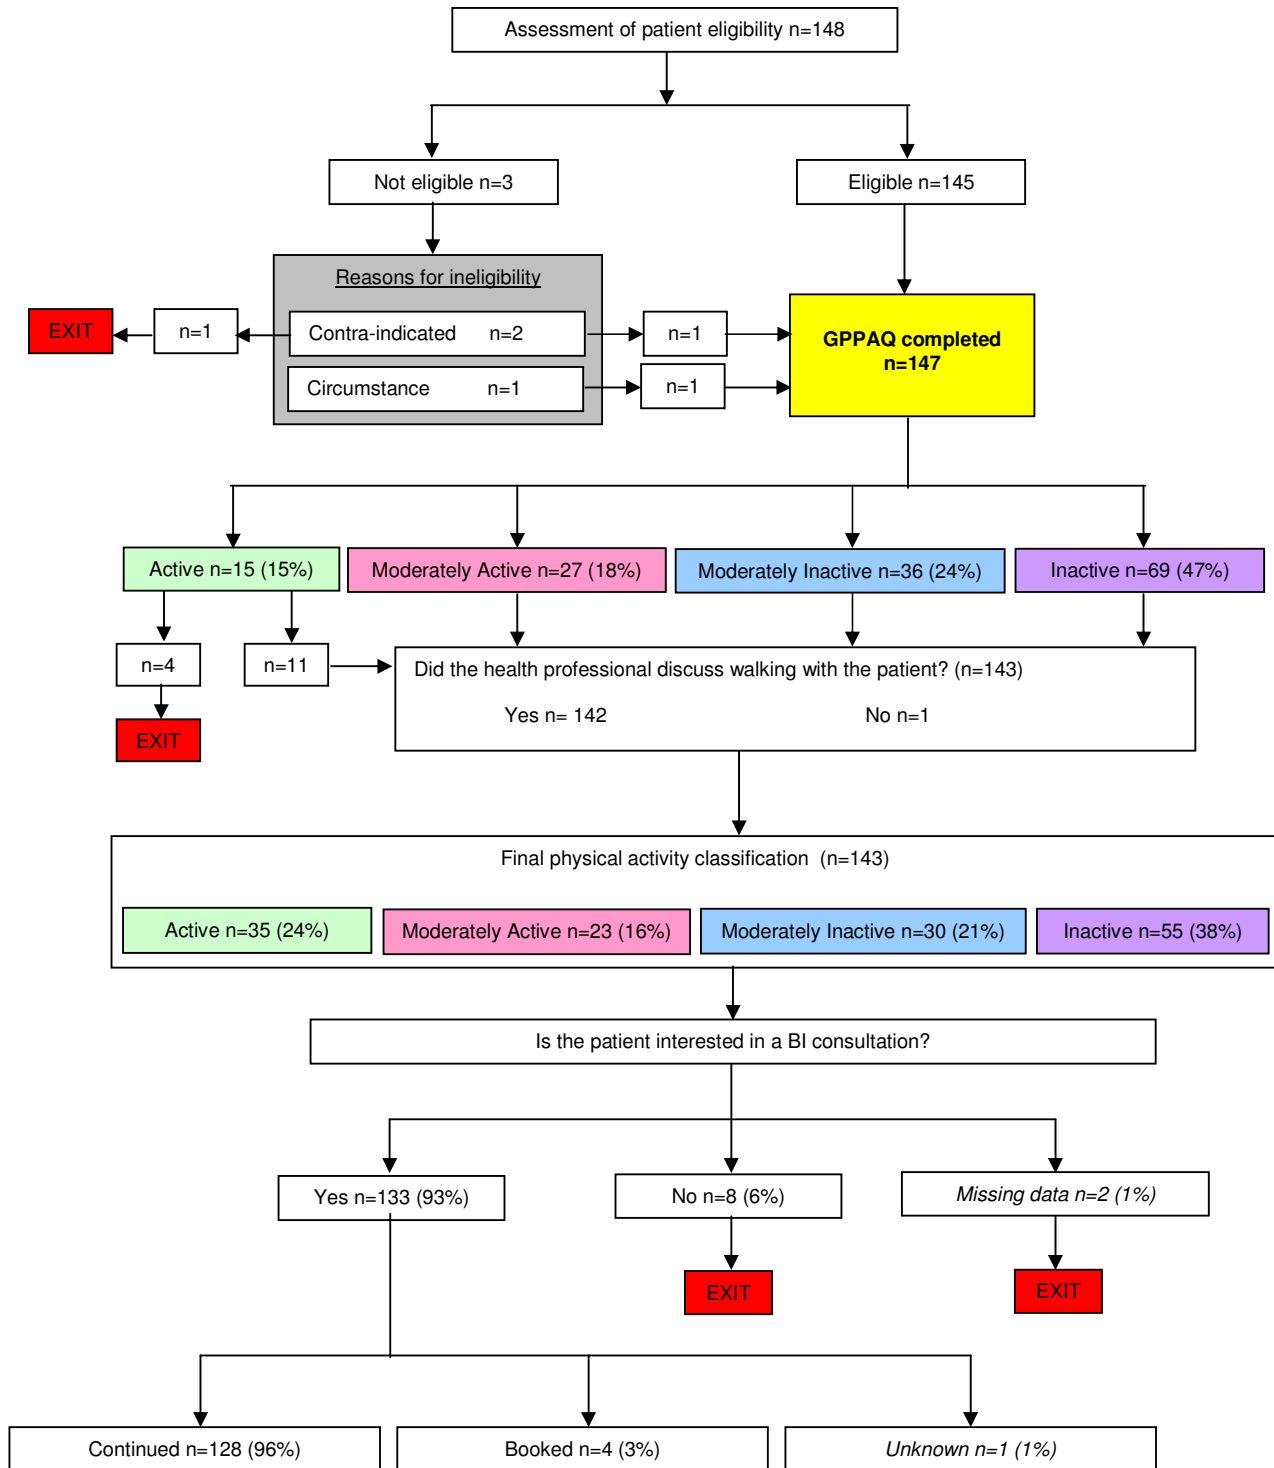 Assessment of patient eligibility n=148
Not eligible n=3
Eligible n=145
Reasons for ineligibility
EXIT
n=1
Contra-indicated n=2
n=1
GPPAQ completed
n=147
Circumstance n=1
n=1
Active n=15 (15%)
Moderately Active n=27 (18%)
Moderately Inactive n=36 (24%)
Inactive n=69 (47%)
n=4
n=11
Did the health professional discuss walking with the patient? (n=143)
Yes n= 142
No n=1
EXIT
Final physical activity classification (n=143)
Active n=35 (24%)
Moderately Active n=23 (16%)
Moderately Inactive n=30 (21%)
Inactive n=55 (38%)
Is the patient interested in a BI consultation?
Yes n=133 (93%)
No n=8 (6%)
Missing data n=2 (1%)
EXIT
EXIT
Continued n=128 (96%)
Booked n=4 (3%)
Unknown n=1 (1%)